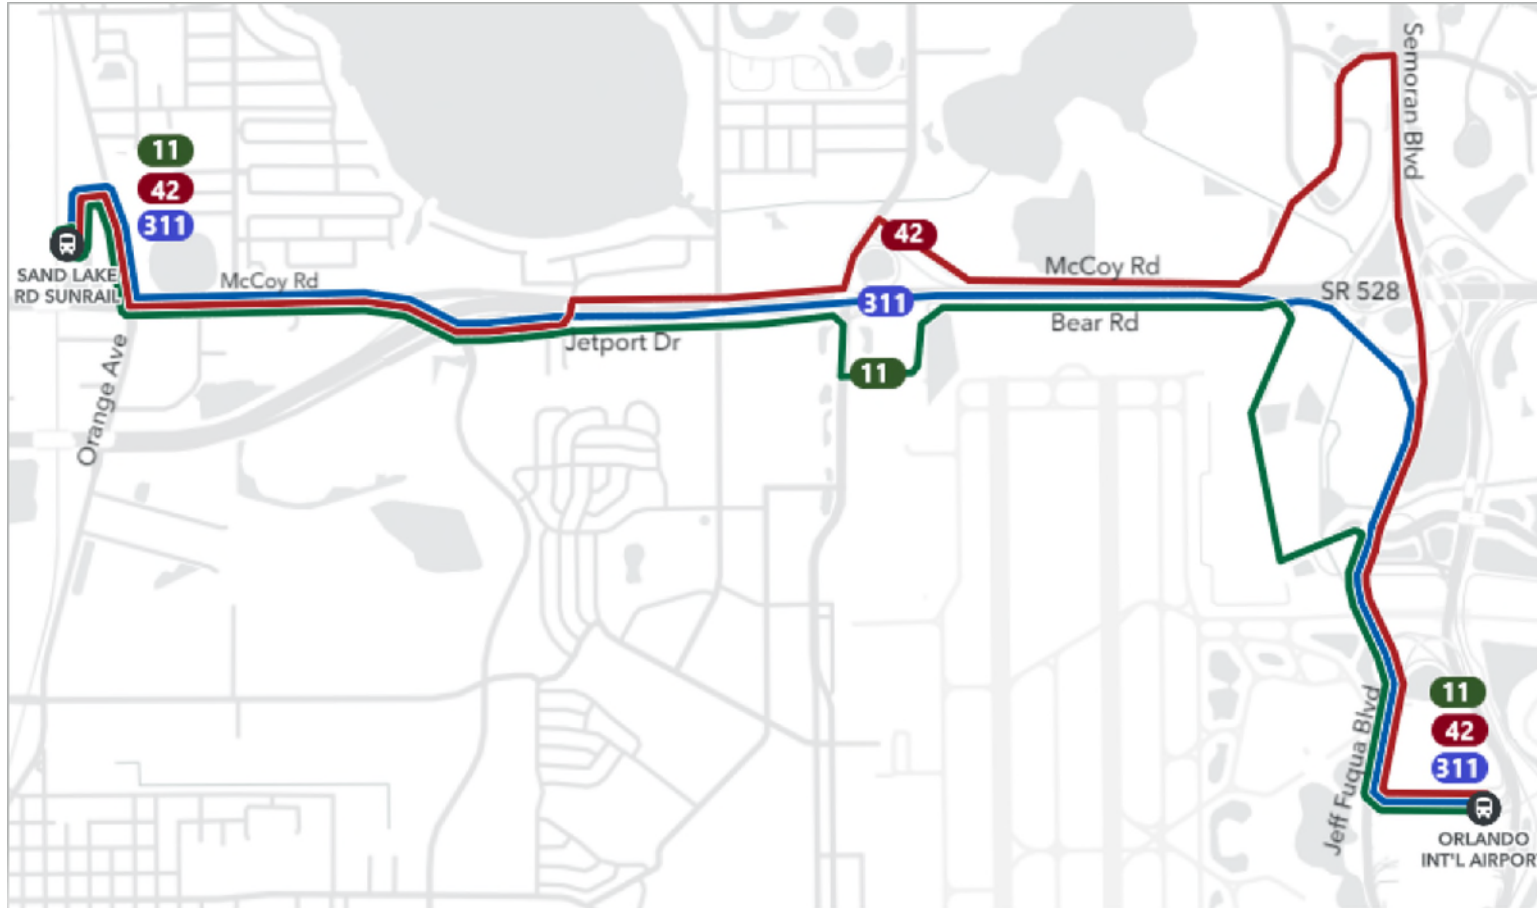 Semoran Blvd
11
42
311
SAND LAKE
RD SUNRAIL
McCoy Rd
42
McCoy Rd
SR 528
311
Bear Rd
Jetport Dr
11
Orange Ave
Jeff Fuqua Blvd
11
42
311
ORLANDO
INT'L AIRPOR